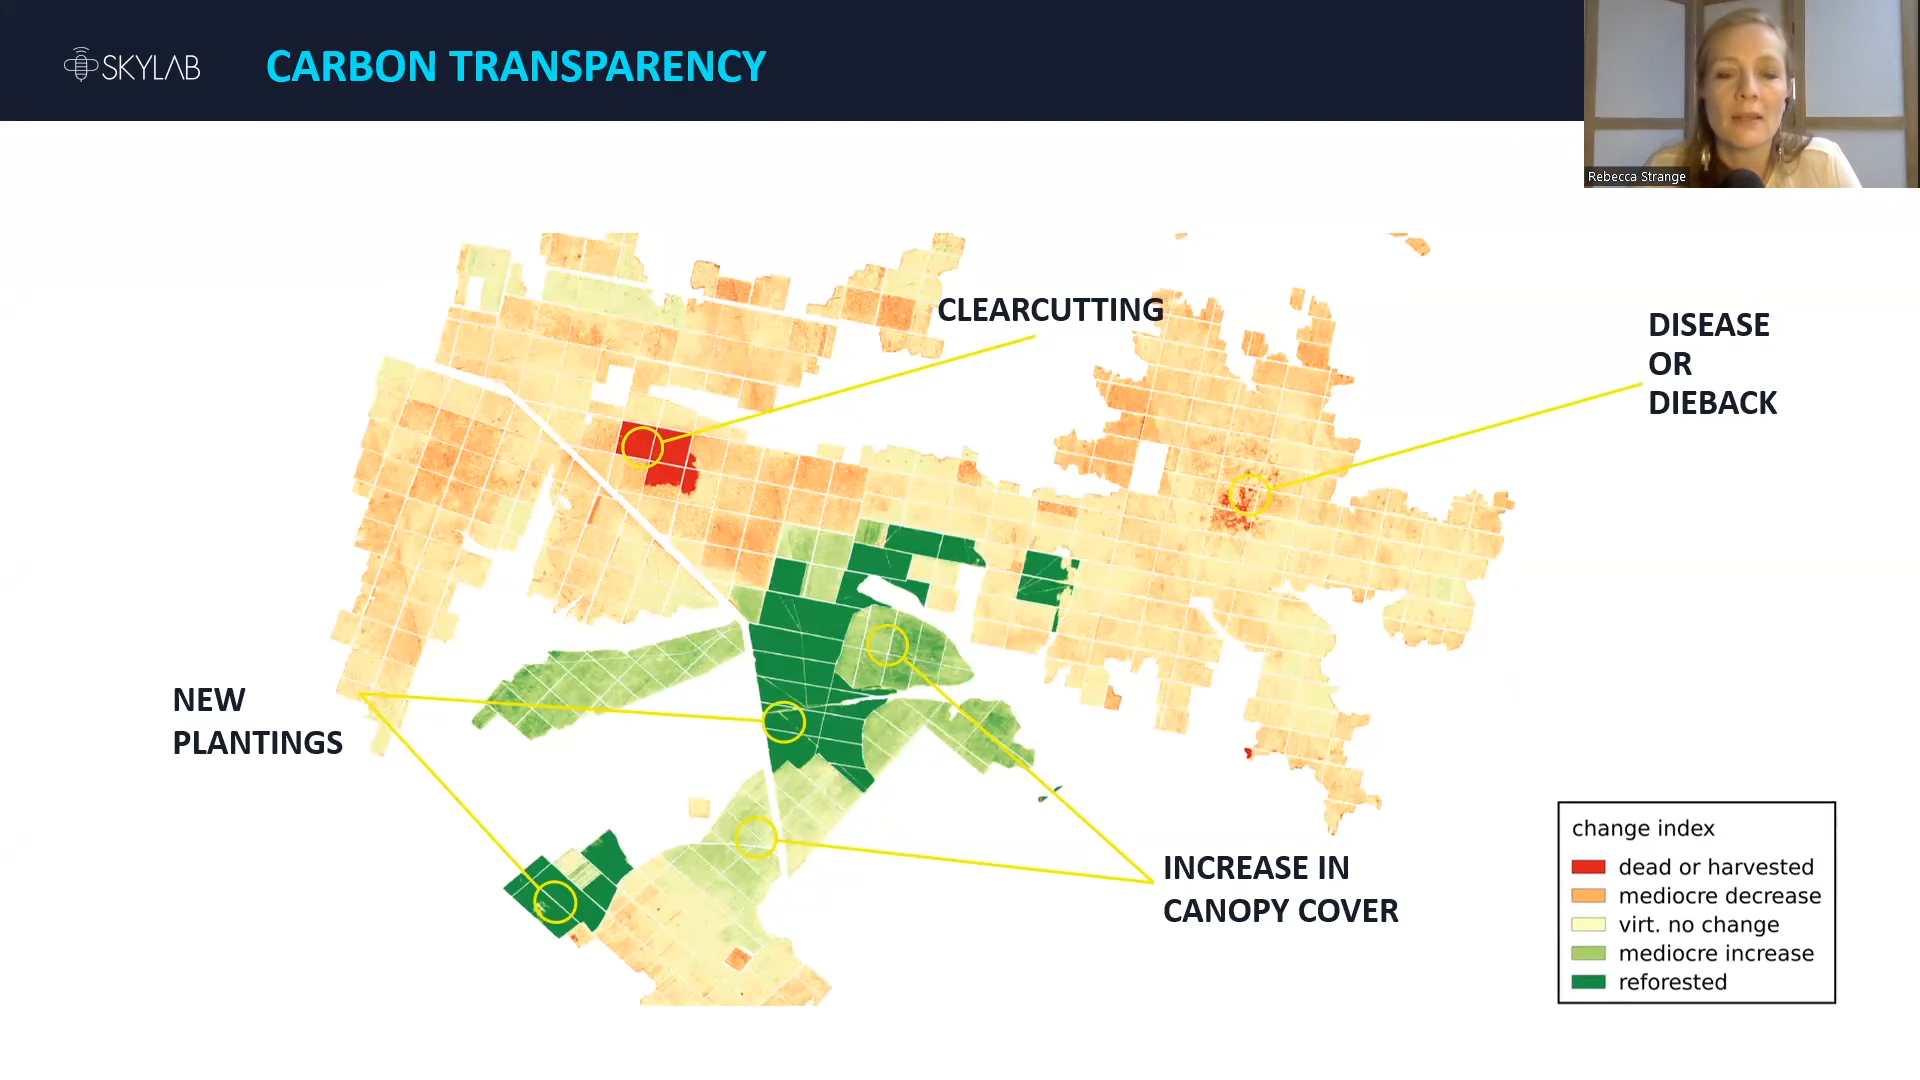 SKYLAB
CARBON TRANSPARENCY
Rebecca Strange
CLEARCUTTING
DISEASE
OR
DIEBACK
NEW
PLANTINGS
INCREASE IN
CANOPY COVER
change index
dead or harvested
mediocre decrease
virt. no change
mediocre increase
reforested